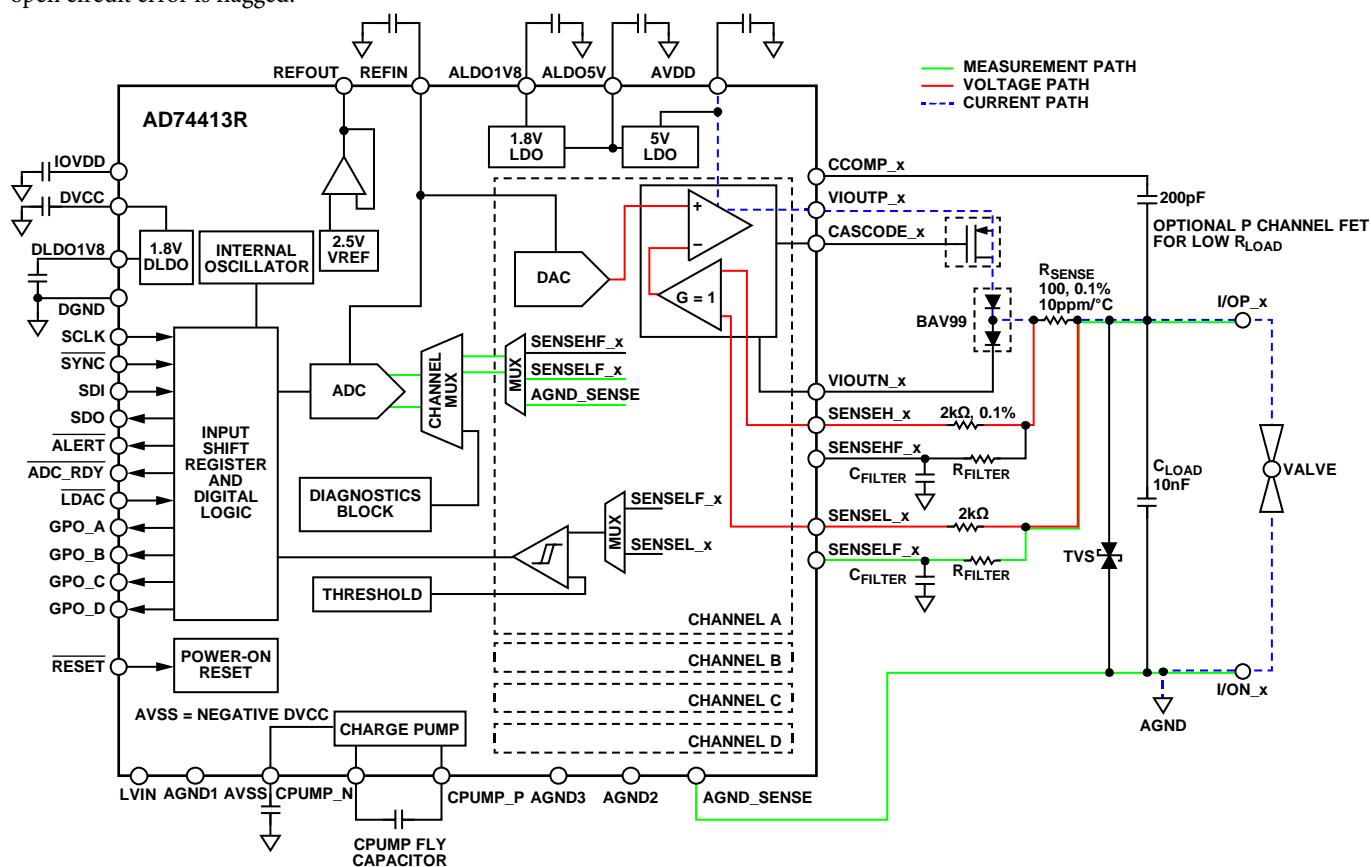 open circuit error is flagged.
REFOUT
REFIN
ALDO1V8
ALDO5V
AVDD
MEASUREMENT PATH
VOLTAGE PATH
CURRENT PATH
AD74413R
1.8V
LDO
5V
LDO
IOVDD
DVCC
DLDO1V8
DGND
1.8V
DLDO
INTERNAL
OSCILLATOR
2.5V
VREF
DAC
+
−
G = 1
CCOMP_x
VIOUTP_x
CASCODE_x
200pF
OPTIONAL P CHANNEL FET
FOR LOW RLOAD
RSENSE
100, 0.1%
10ppm/°C
I/OP_x
BAV99
VIOUTN_x
SCLK
SYNC
SDI
SDO
ALERT
ADC_RDY
LDAC
GPO_A
GPO_B
GPO_C
GPO_D
RESET
INPUT
SHIFT
REGISTER
AND
DIGITAL
LOGIC
ADC
CHANNEL
MUX
MUX
SENSEHF_x
SENSELF_x
AGND_SENSE
SENSEH_x
2kΩ, 0.1%
SENSEHF_x
CFILTER
RFILTER
SENSEL_x
2kΩ
SENSELF_x
CFILTER
RFILTER
CLOAD
10nF
VALVE
TVS
DIAGNOSTICS
BLOCK
MUX
SENSELF_x
SENSEL_x
THRESHOLD
CHANNEL A
CHANNEL B
CHANNEL C
CHANNEL D
POWER-ON
RESET
AVSS = NEGATIVE DVCC
CHARGE PUMP
I/ON_x
AGND
LVIN
AGND1
AVSS
CPUMP_N
CPUMP_P
AGND3
AGND2
AGND_SENSE
CPUMP FLY
CAPACITOR